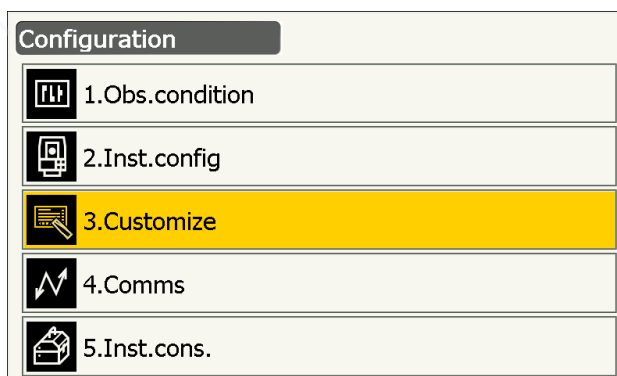 Configuration
1.Obs.condition
2.Inst.config
3.Customize
4.Comms
5.Inst.cons.